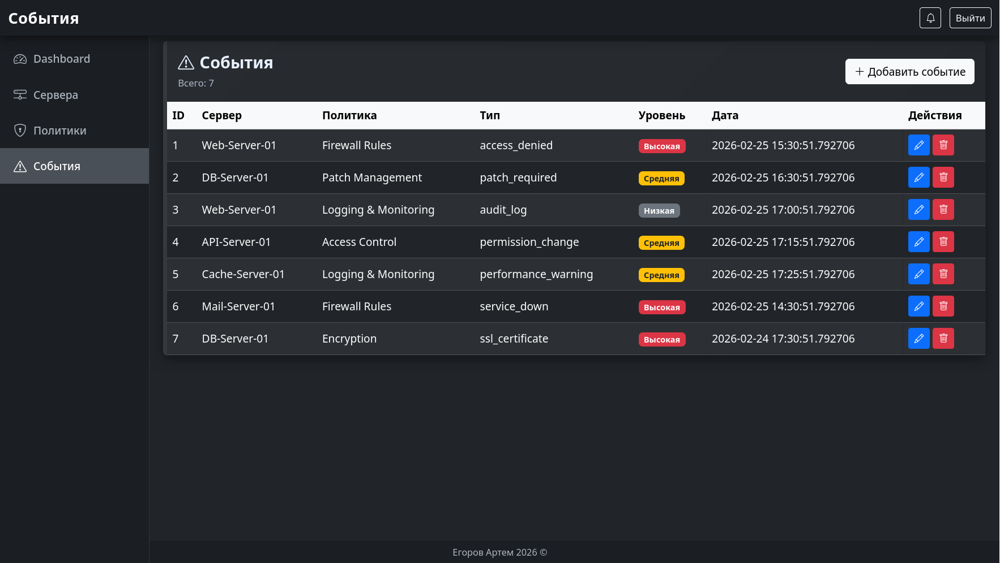 События
Выйти
Dashboard
Сервера
Политики
События
События
Всего: 7
Добавить событие
ID Сервер Политика Тип Уровень Дата Действия
1 Web-Server-01 Firewall Rules access_denied Высокая 2026-02-25 15:30:51.792706
2 DB-Server-01 Patch Management patch_required Средняя 2026-02-25 16:30:51.792706
3 Web-Server-01 Logging & Monitoring audit_log Низкая 2026-02-25 17:00:51.792706
4 API-Server-01 Access Control permission_change Средняя 2026-02-25 17:15:51.792706
5 Cache-Server-01 Logging & Monitoring performance_warning Средняя 2026-02-25 17:25:51.792706
6 Mail-Server-01 Firewall Rules service_down Высокая 2026-02-25 14:30:51.792706
7 DB-Server-01 Encryption ssl_certificate Высокая 2026-02-24 17:30:51.792706
Егоров Артем 2026 ©